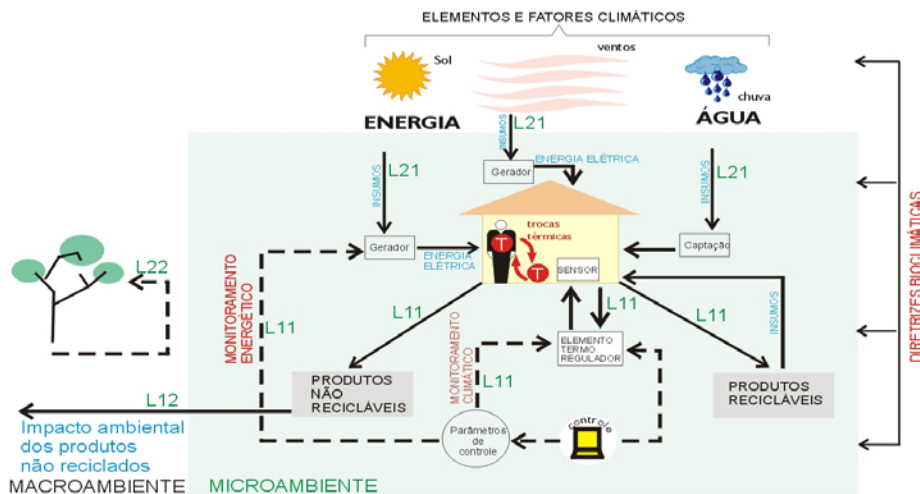 ELEMENTOS E FATORES CLIMÁTICOS
Sol
ventos
chuva
ENERGIA
ÁGUA
INSUMOS
L21
INSUMOS
L21
INSUMOS
L21
Gerador
ENERGIA ELÉTRICA
Gerador
ENERGIA
ELÉTRICA
trocas
térmicas
T
T
SENSOR
Captação
L22
MONITORAMENTO
ENERGÉTICO
L11
L11
L11
L11
INSUMOS
ELEMENTO
TERMO
REGULADOR
MONITORAMENTO
CLIMÁTICO
L11
PRODUTOS
NÃO
RECICLÁVEIS
PRODUTOS
RECICLÁVEIS
L12
Impacto ambiental
dos produtos
não reciclados
Parâmetros
de
controle
controle
MACROAMBIENTE
MICROAMBIENTE
DIRETRIZES BIOCLIMÁTICAS